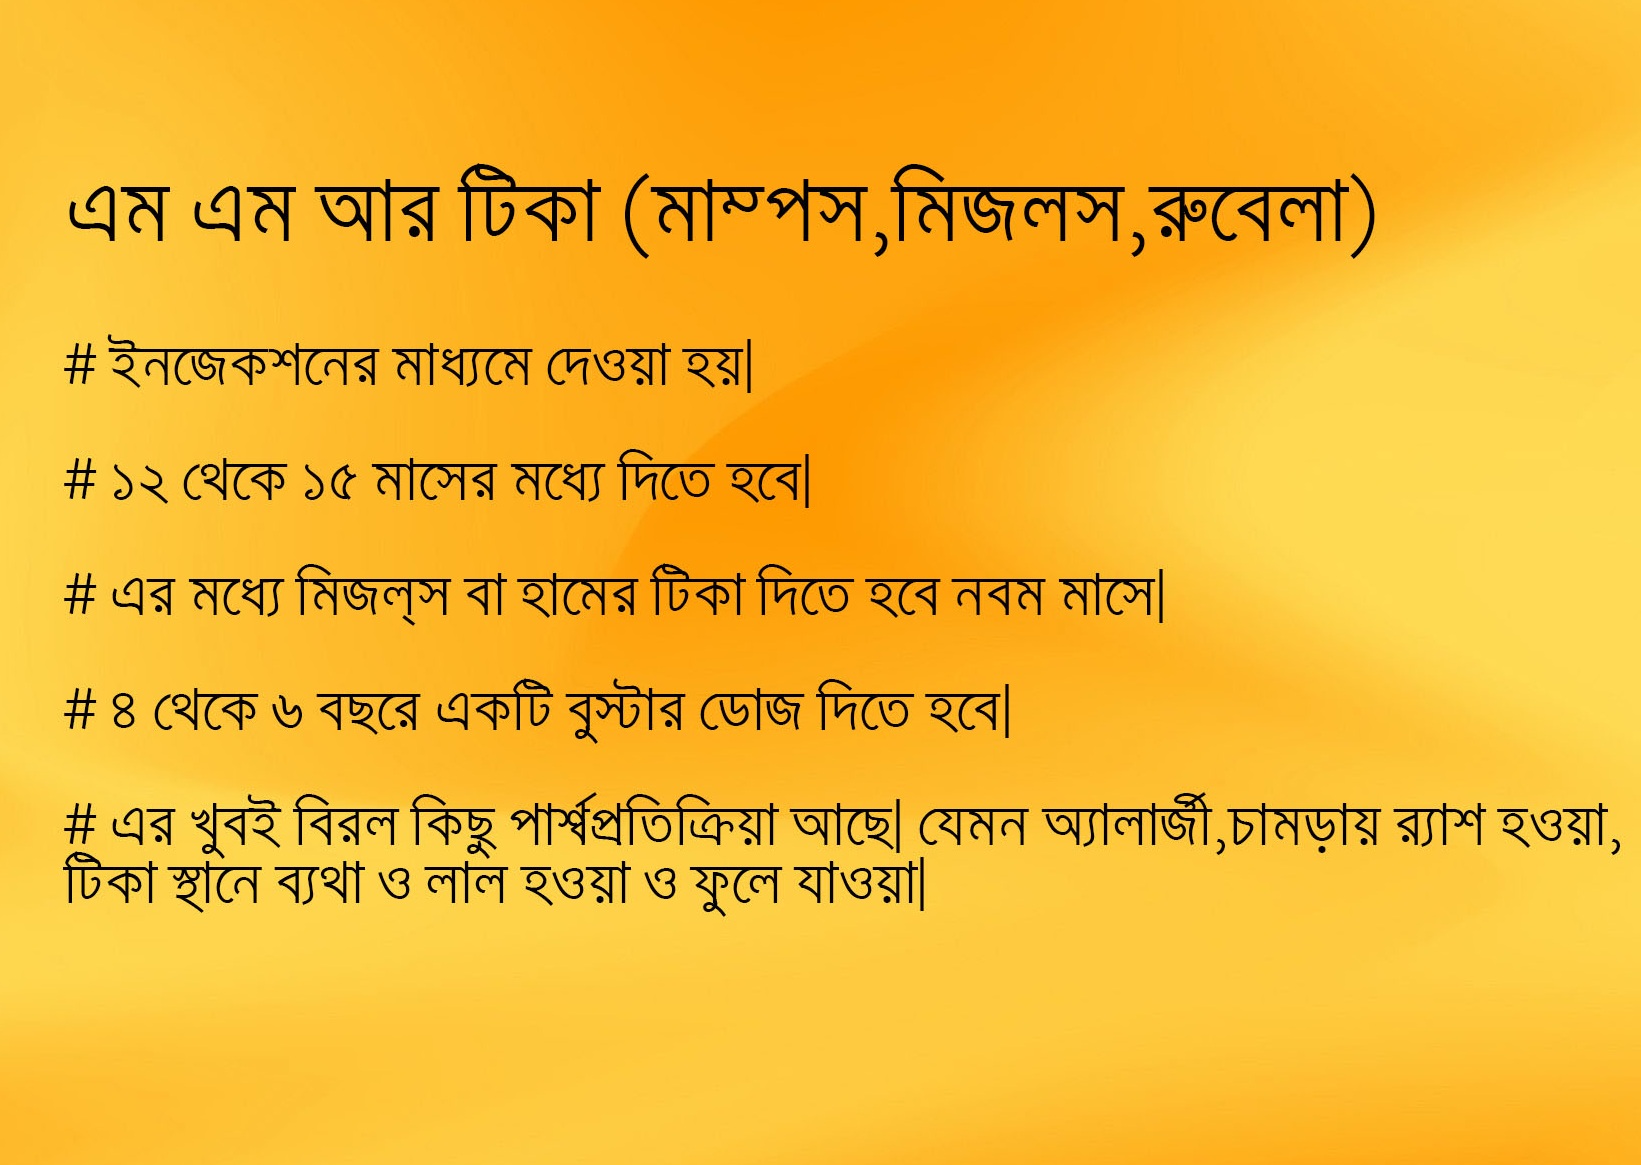 এম এম আর টিকা (মাম্পস,মিজলস,রুবেলা)
# ইনজেকশনের মাধ্যমে দেওয়া হয়|
# ১২ থেকে ১৫ মাসের মধ্যে দিতে হবে|
# এর মধ্যে মিজল্‌স বা হামের টিকা দিতে হবে নবম মাসে|
# ৪ থেকে ৬ বছরে একটি বুস্টার ডোজ দিতে হবে|
# এর খুবই বিরল কিছু পার্শ্বপ্রতিক্রিয়া আছে| যেমন অ্যালার্জী,চামড়ায় র‍্যাশ হওয়া,
টিকা স্থানে ব্যথা ও লাল হওয়া ও ফুলে যাওয়া|